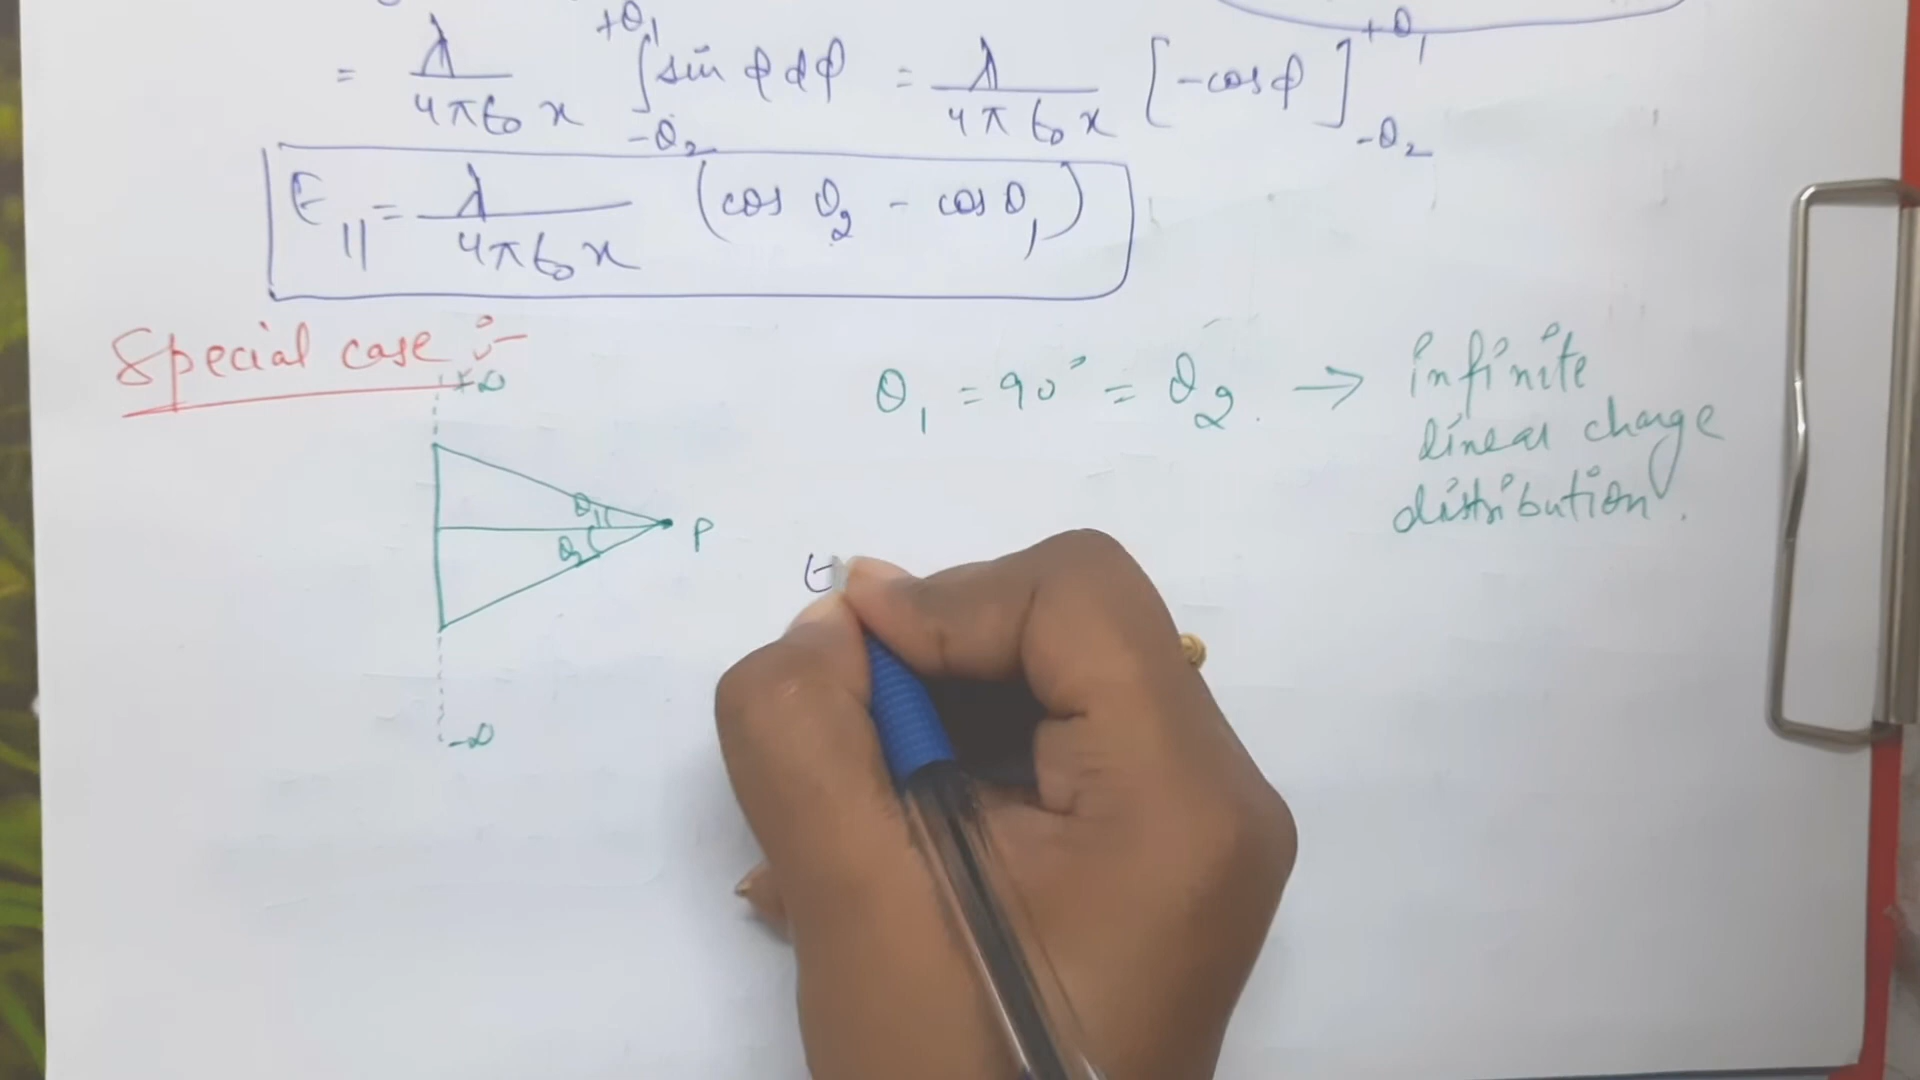 = λ/4πϵ₀x ∫_{-θ₂}^{+θ₁} sin φ dφ = λ/4πϵ₀x [-cos φ]_{-θ₂}^{+θ₁}
E_{||} = λ/4πϵ₀x (cos θ₂ - cos θ₁)
Special case :-
+∞
θ₁ = 90° = θ₂ → infinite
linear charge
distribution.
θ₁
θ₂
P
E
-∞